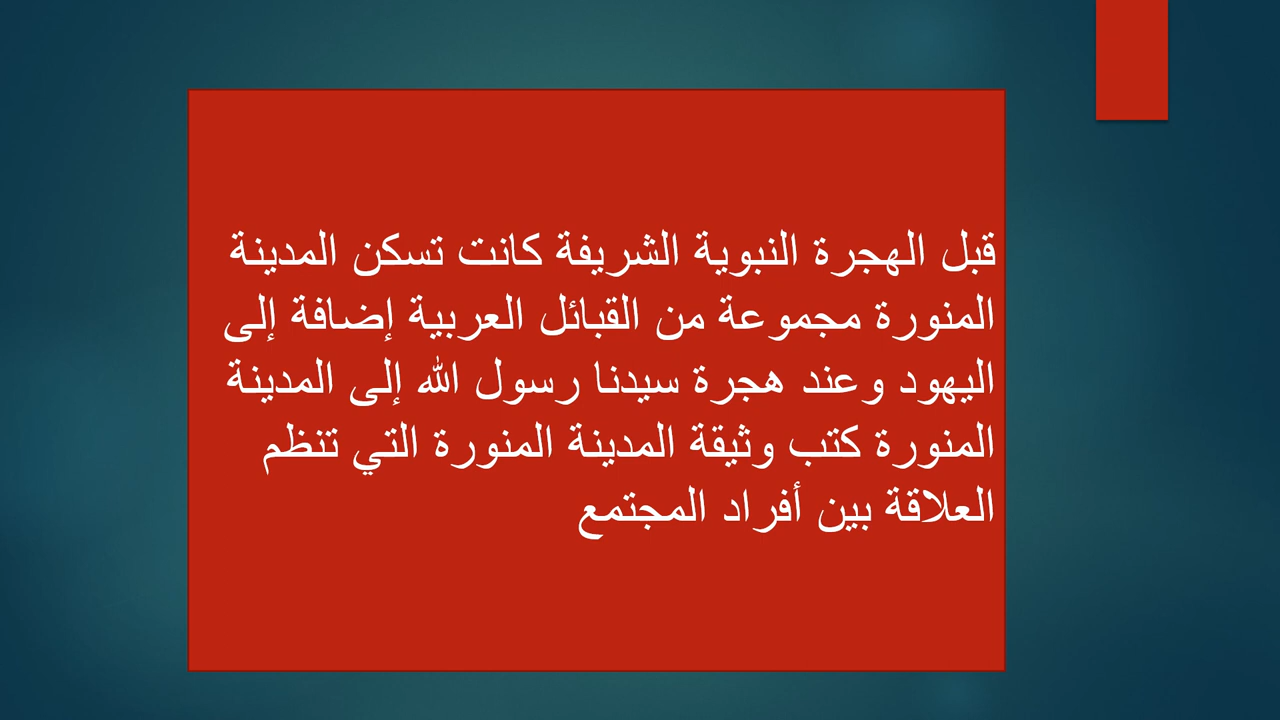 قبل الهجرة النبوية الشريفة كانت تسكن المدينة
المنورة مجموعة من القبائل العربية إضافة إلى
اليهود وعند هجرة سيدنا رسول الله إلى المدينة
المنورة كتب وثيقة المدينة المنورة التي تنظم
العلاقة بين أفراد المجتمع